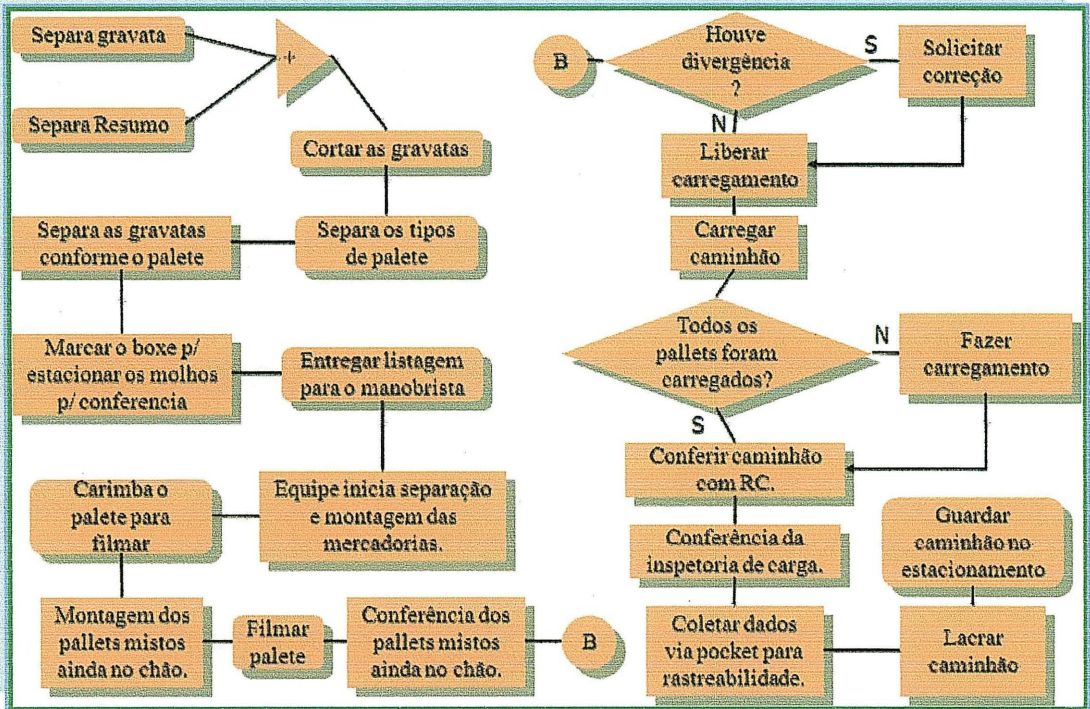 Separa gravata
+
Separa Resumo
Cortar as gravatas
Separa os tipos
de palete
Separa as gravatas
conforme o palete
Marcar o boxe p/
estacionar os molhos
p/ conferencia
Entregar listagem
para o manobrista
Equipe inicia separação
e montagem das
mercadorias.
Carimba o
palete para
filmar
Montagem dos
pallets mistos
ainda no chão.
Filmar
palete
Conferência dos
pallets mistos
ainda no chão.
B
B
Houve
divergência
?
S
Solicitar
correção
N
Liberar
carregamento
Carregar
caminhão
Todos os
pallets foram
carregados?
N
Fazer
carregamento
S
Conferir caminhão
com RC.
Conferência da
inspetoria de carga.
Coletar dados
via pocket para
rastreabilidade.
Lacrar
caminhão
Guardar
caminhão no
estacionamento